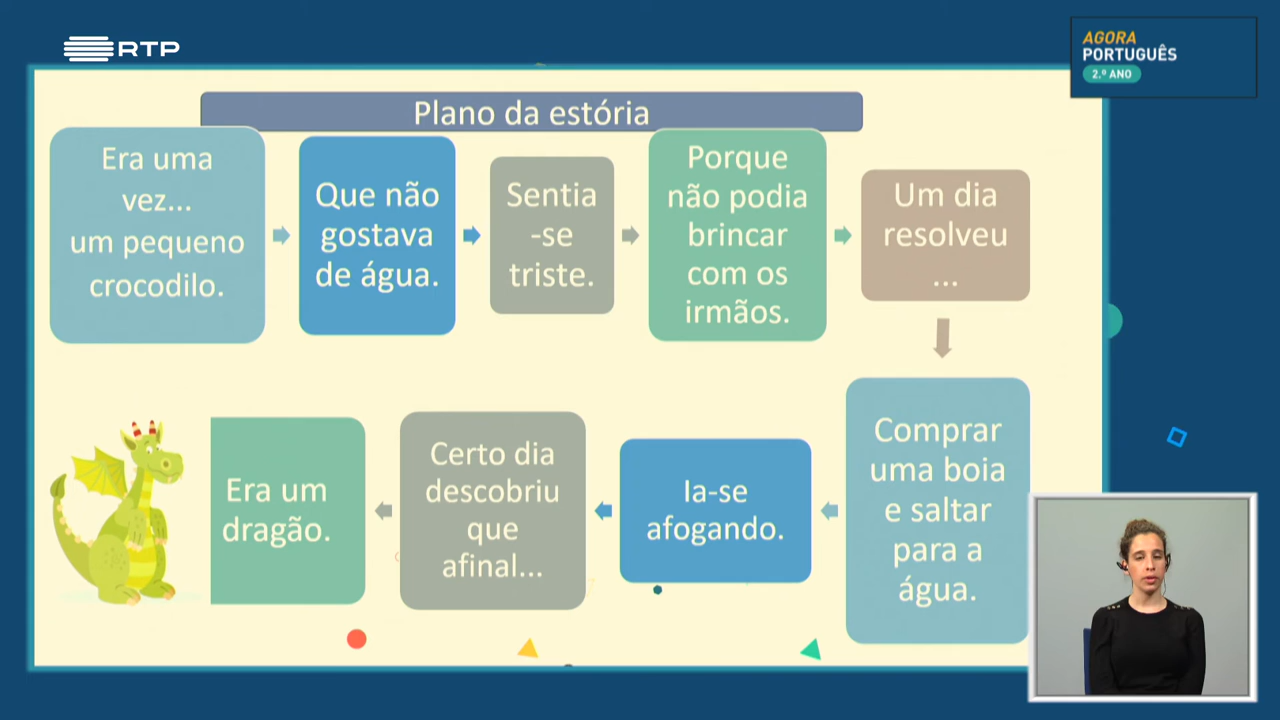 RTP
AGORA
PORTUGUÊS
2.º ANO
Plano da estória
Era uma
vez...
um pequeno
crocodilo.
Que não
gostava
de água.
Sentia
-se
triste.
Porque
não podia
brincar
com os
irmãos.
Um dia
resolveu
...
Comprar
uma boia
e saltar
para a
água.
Ia-se
afogando.
Certo dia
descobriu
que
afinal...
Era um
dragão.